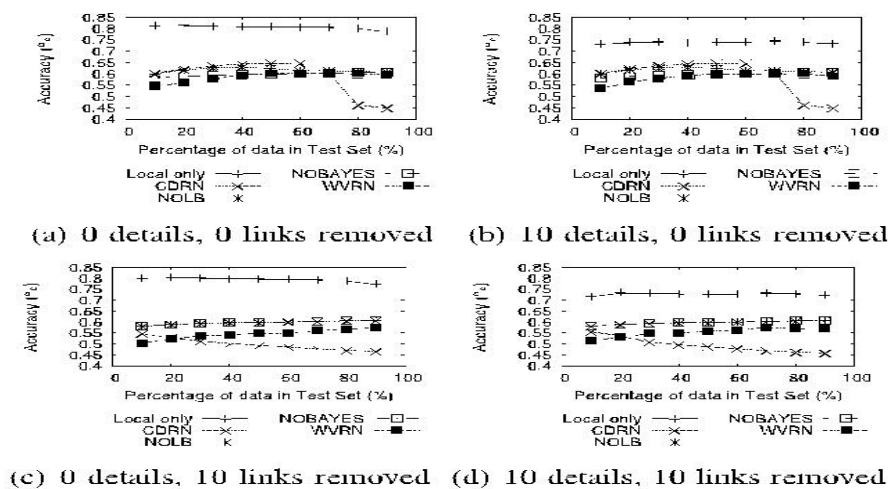 0.85 0.85
0.8 0.8
0.75 0.75
0.7 0.7
0.65 0.65
0.6 0.6
0.55 0.55
0.5 0.5
0.45 0.45
0.4 0.4
Accuracy (%) Accuracy (%)
0 20 40 60 80 100 0 20 40 60 80 100
Percentage of data in Test Set (%) Percentage of data in Test Set (%)
Local only NOBAYES Local only NOBAYES
CDRN WVRN CDRN WVRN
NOLB NOLB
(a) 0 details, 0 links removed (b) 10 details, 0 links removed
0.85 0.85
0.8 0.8
0.75 0.75
0.7 0.7
0.65 0.65
0.6 0.6
0.55 0.55
0.5 0.5
0.45 0.45
0.4 0.4
Accuracy (%) Accuracy (%)
0 20 40 60 80 100 0 20 40 60 80 100
Percentage of data in Test Set (%) Percentage of data in Test Set (%)
Local only NOBAYES Local only NOBAYES
CDRN WVRN CDRN WVRN
NOLB NOLB
(c) 0 details, 10 links removed (d) 10 details, 10 links removed